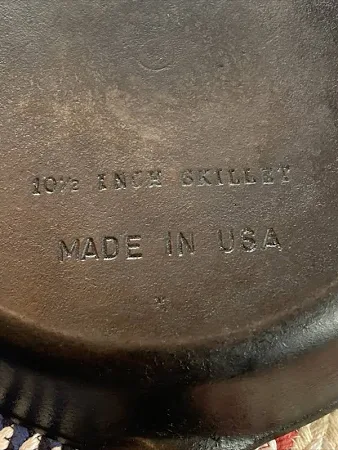 10½ INCH SKILLET
MADE IN USA